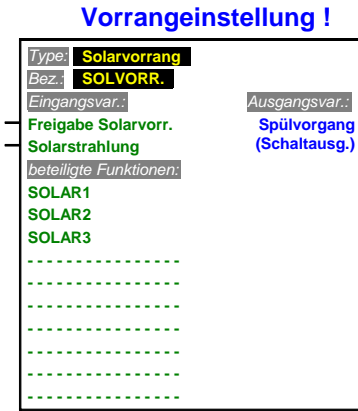 Vorrangeinstellung !
Type: Solarvorrang
Bez.: SOLVORR.
Eingangsvar.: Ausgangsvar.:
Freigabe Solarvorr. Spülvorgang
Solarstrahlung (Schaltausg.)
beteiligte Funktionen:
SOLAR1
SOLAR2
SOLAR3
- - - - - - - - - - - - - - - -
- - - - - - - - - - - - - - - -
- - - - - - - - - - - - - - - -
- - - - - - - - - - - - - - - -
- - - - - - - - - - - - - - - -
- - - - - - - - - - - - - - - -
- - - - - - - - - - - - - - - -